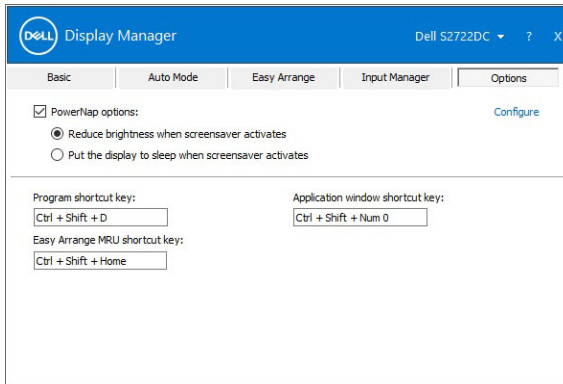 DELL Display Manager Dell S2722DC ? X
Basic Auto Mode Easy Arrange Input Manager Options
PowerNap options: Configure
Reduce brightness when screensaver activates
Put the display to sleep when screensaver activates
Program shortcut key: Application window shortcut key:
Ctrl + Shift + D Ctrl + Shift + Num 0
Easy Arrange MRU shortcut key:
Ctrl + Shift + Home